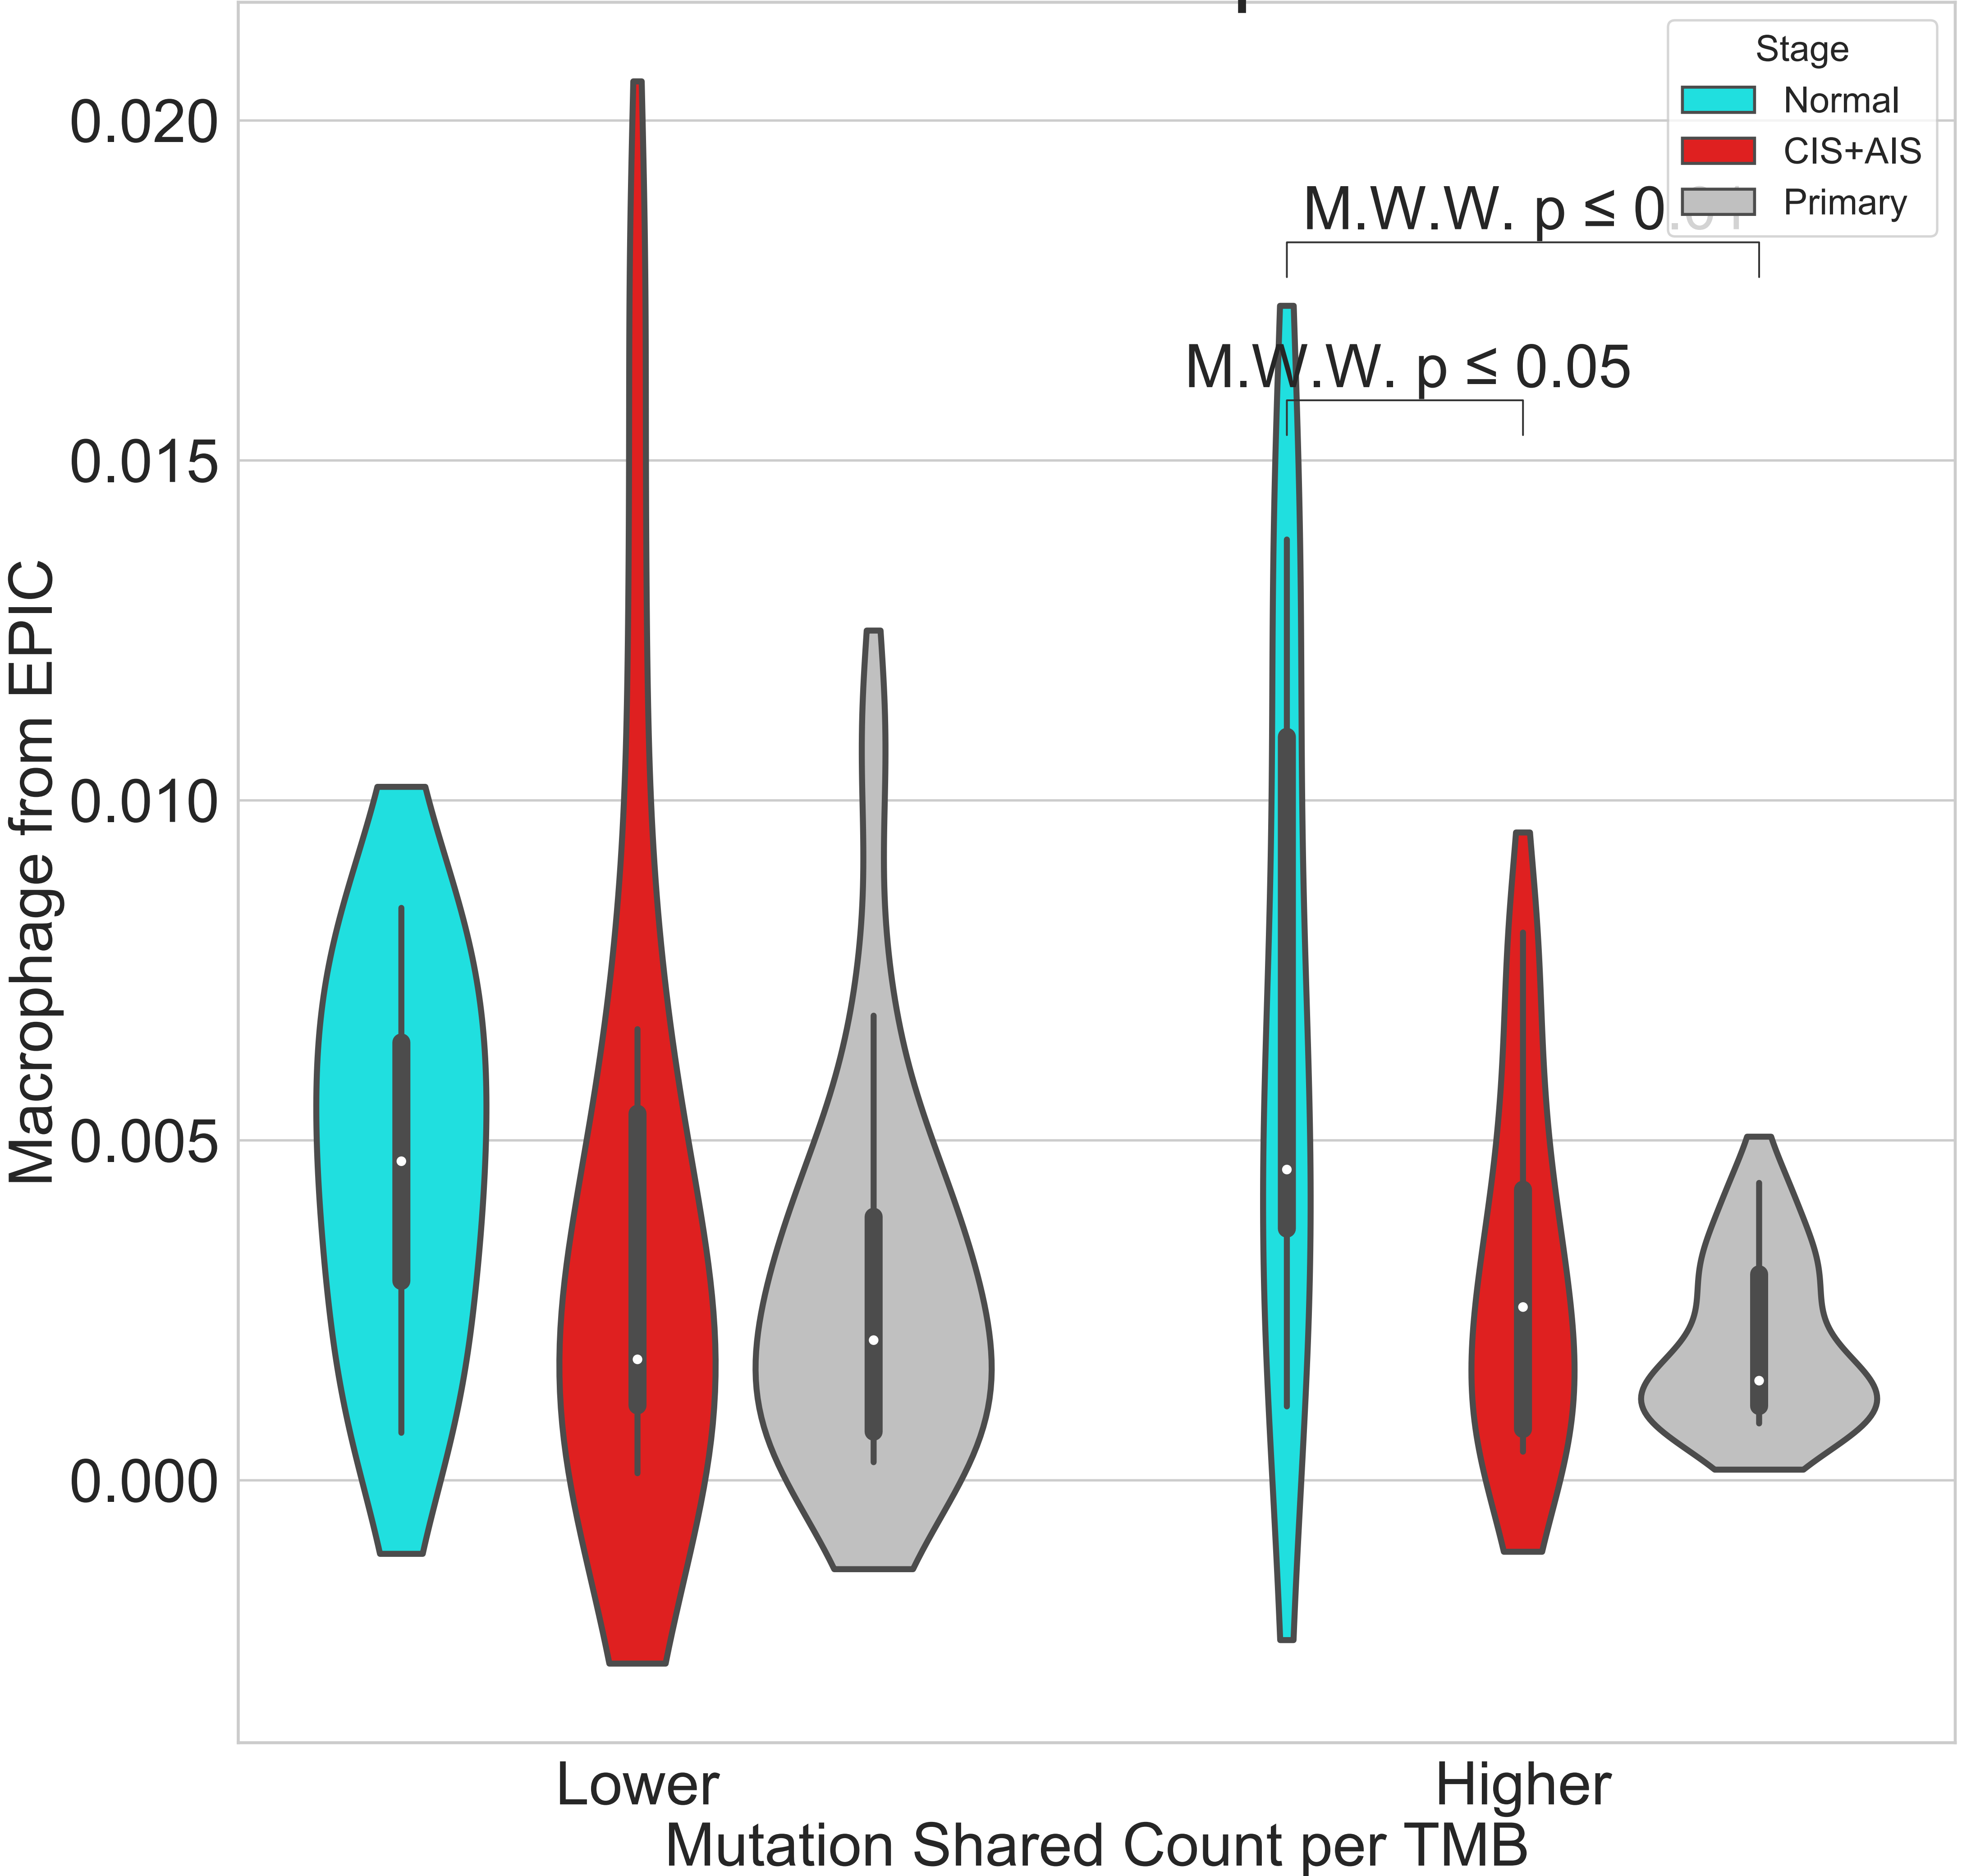 Stage
Normal
CIS+AIS
Primary
M.W.W. p ≤ 0.01
M.W.W. p ≤ 0.05
0.020
0.015
0.010
0.005
0.000
Macrophage from EPIC
Lower
Higher
Mutation Shared Count per TMB